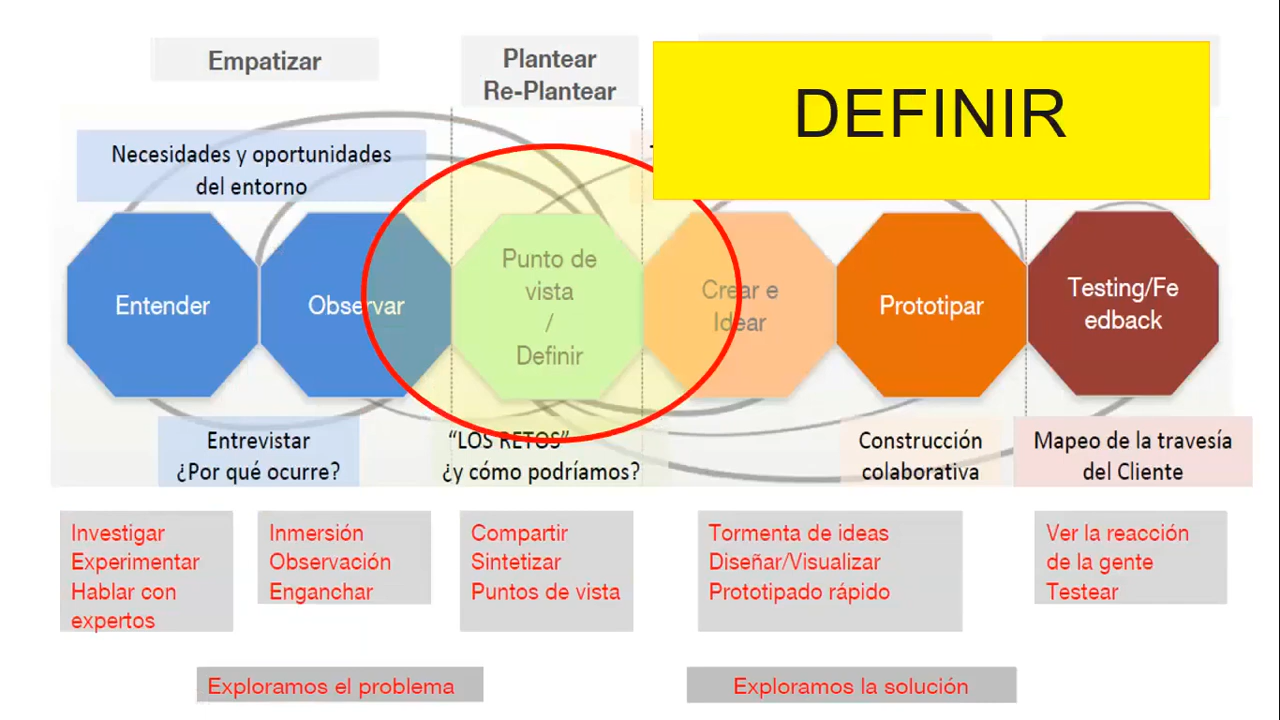 Empatizar
Plantear
Re-Plantear
DEFINIR
Necesidades y oportunidades
del entorno
Entender
Observar
Punto de
vista
/
Definir
Crear e
Idear
Prototipar
Testing/Fe
edback
Entrevistar
¿Por qué ocurre?
“LOS RETOS”
¿y cómo podríamos?
Construcción
colaborativa
Mapeo de la travesía
del Cliente
Investigar
Experimentar
Hablar con
expertos
Inmersión
Observación
Enganchar
Compartir
Sintetizar
Puntos de vista
Tormenta de ideas
Diseñar/Visualizar
Prototipado rápido
Ver la reacción
de la gente
Testear
Exploramos el problema
Exploramos la solución